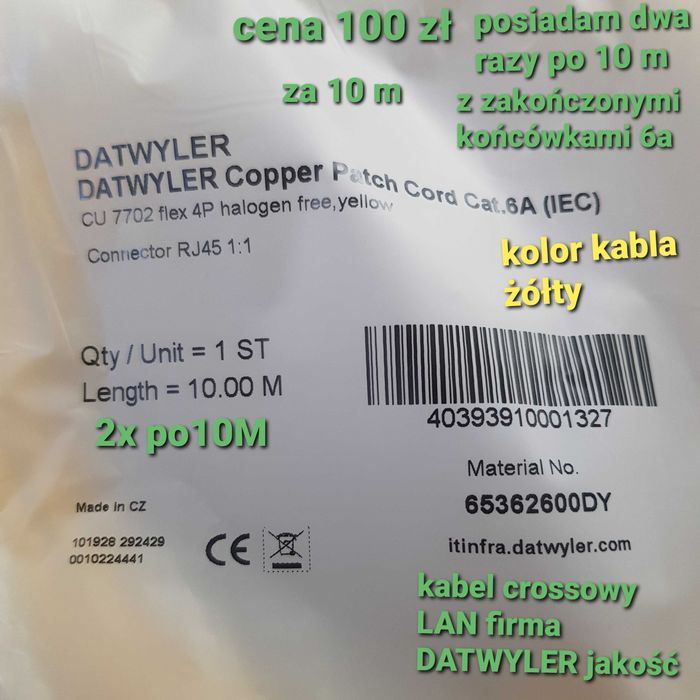 cena 100 zł
za 10 m
posiadam dwa
razy po 10 m
z zakończonymi
końcówkami 6a
DATWYLER
DATWYLER Copper Patch Cord Cat.6A (IEC)
CU 7702 flex 4P halogen free,yellow
Connector RJ45 1:1
kolor kabla
żółty
Qty / Unit = 1 ST
Length = 10.00 M
2x po10M
40393910001327
Material No.
65362600DY
Made in CZ
101928 292429
0010224441
CE
itinfra.datwyler.com
kabel crossowy
LAN firma
DATWYLER jakość